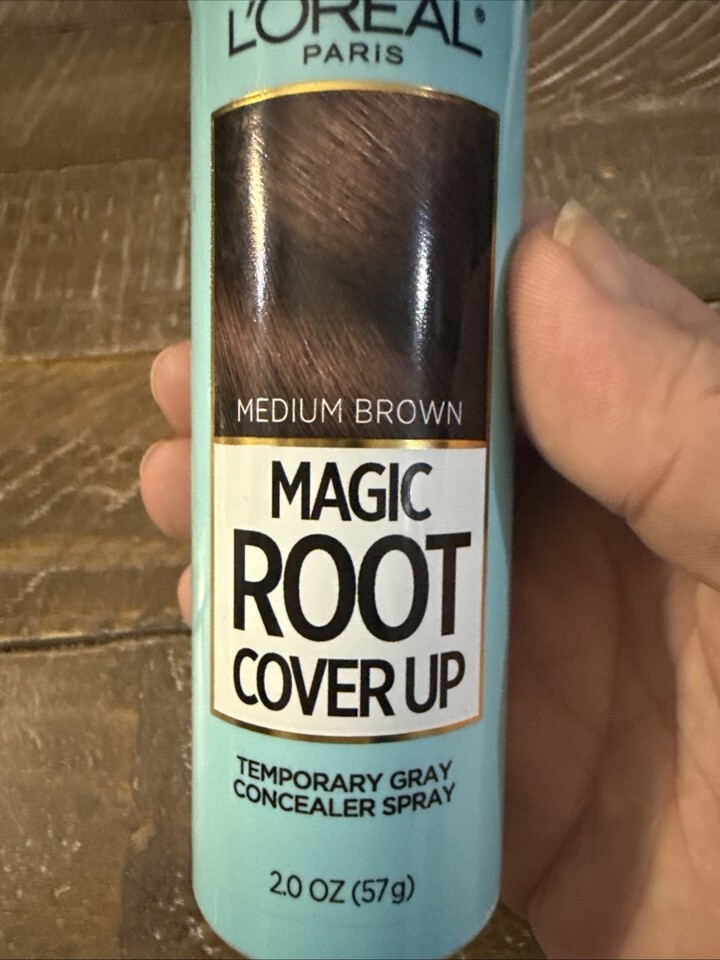 L'ORÉAL®
PARIS
MEDIUM BROWN
MAGIC
ROOT
COVER UP
TEMPORARY GRAY
CONCEALER SPRAY
2.0 OZ (57g)